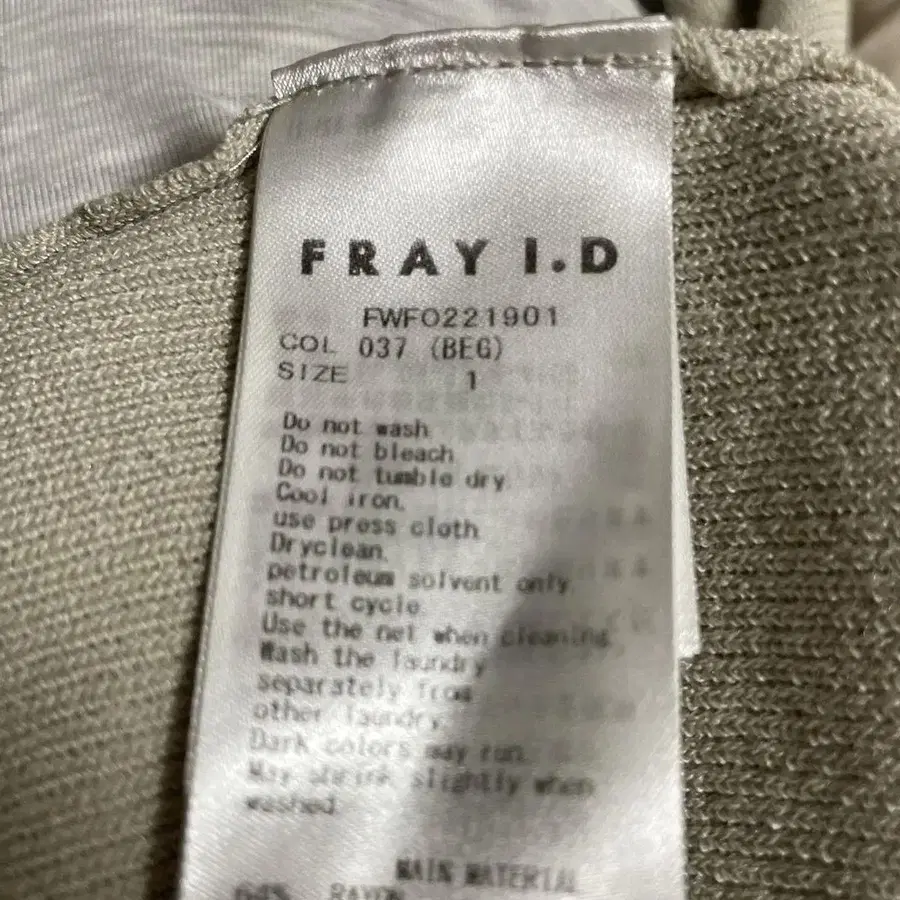 FRAY I.D
FWFO221901
COL 037 (BEG)
SIZE 1
Do not wash
Do not bleach
Do not tumble dry
Cool iron.
use press cloth
Dryclean.
petroleum solvent only.
short cycle
Use the net when cleaning
Wash the laundry
separately from
other laundry.
Dark colors may run.
May shrink slightly when
washed
MAIN MATERIAL
64% RAYON